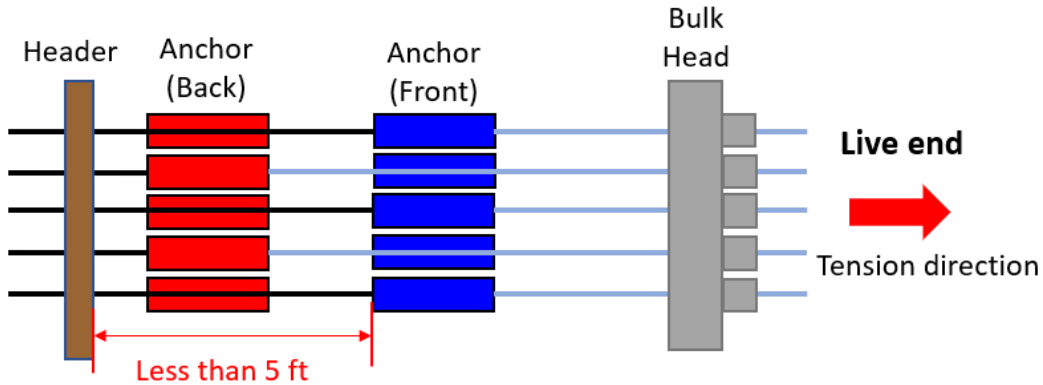 Header
Anchor
(Back)
Anchor
(Front)
Bulk
Head
Live end
Tension direction
Less than 5 ft